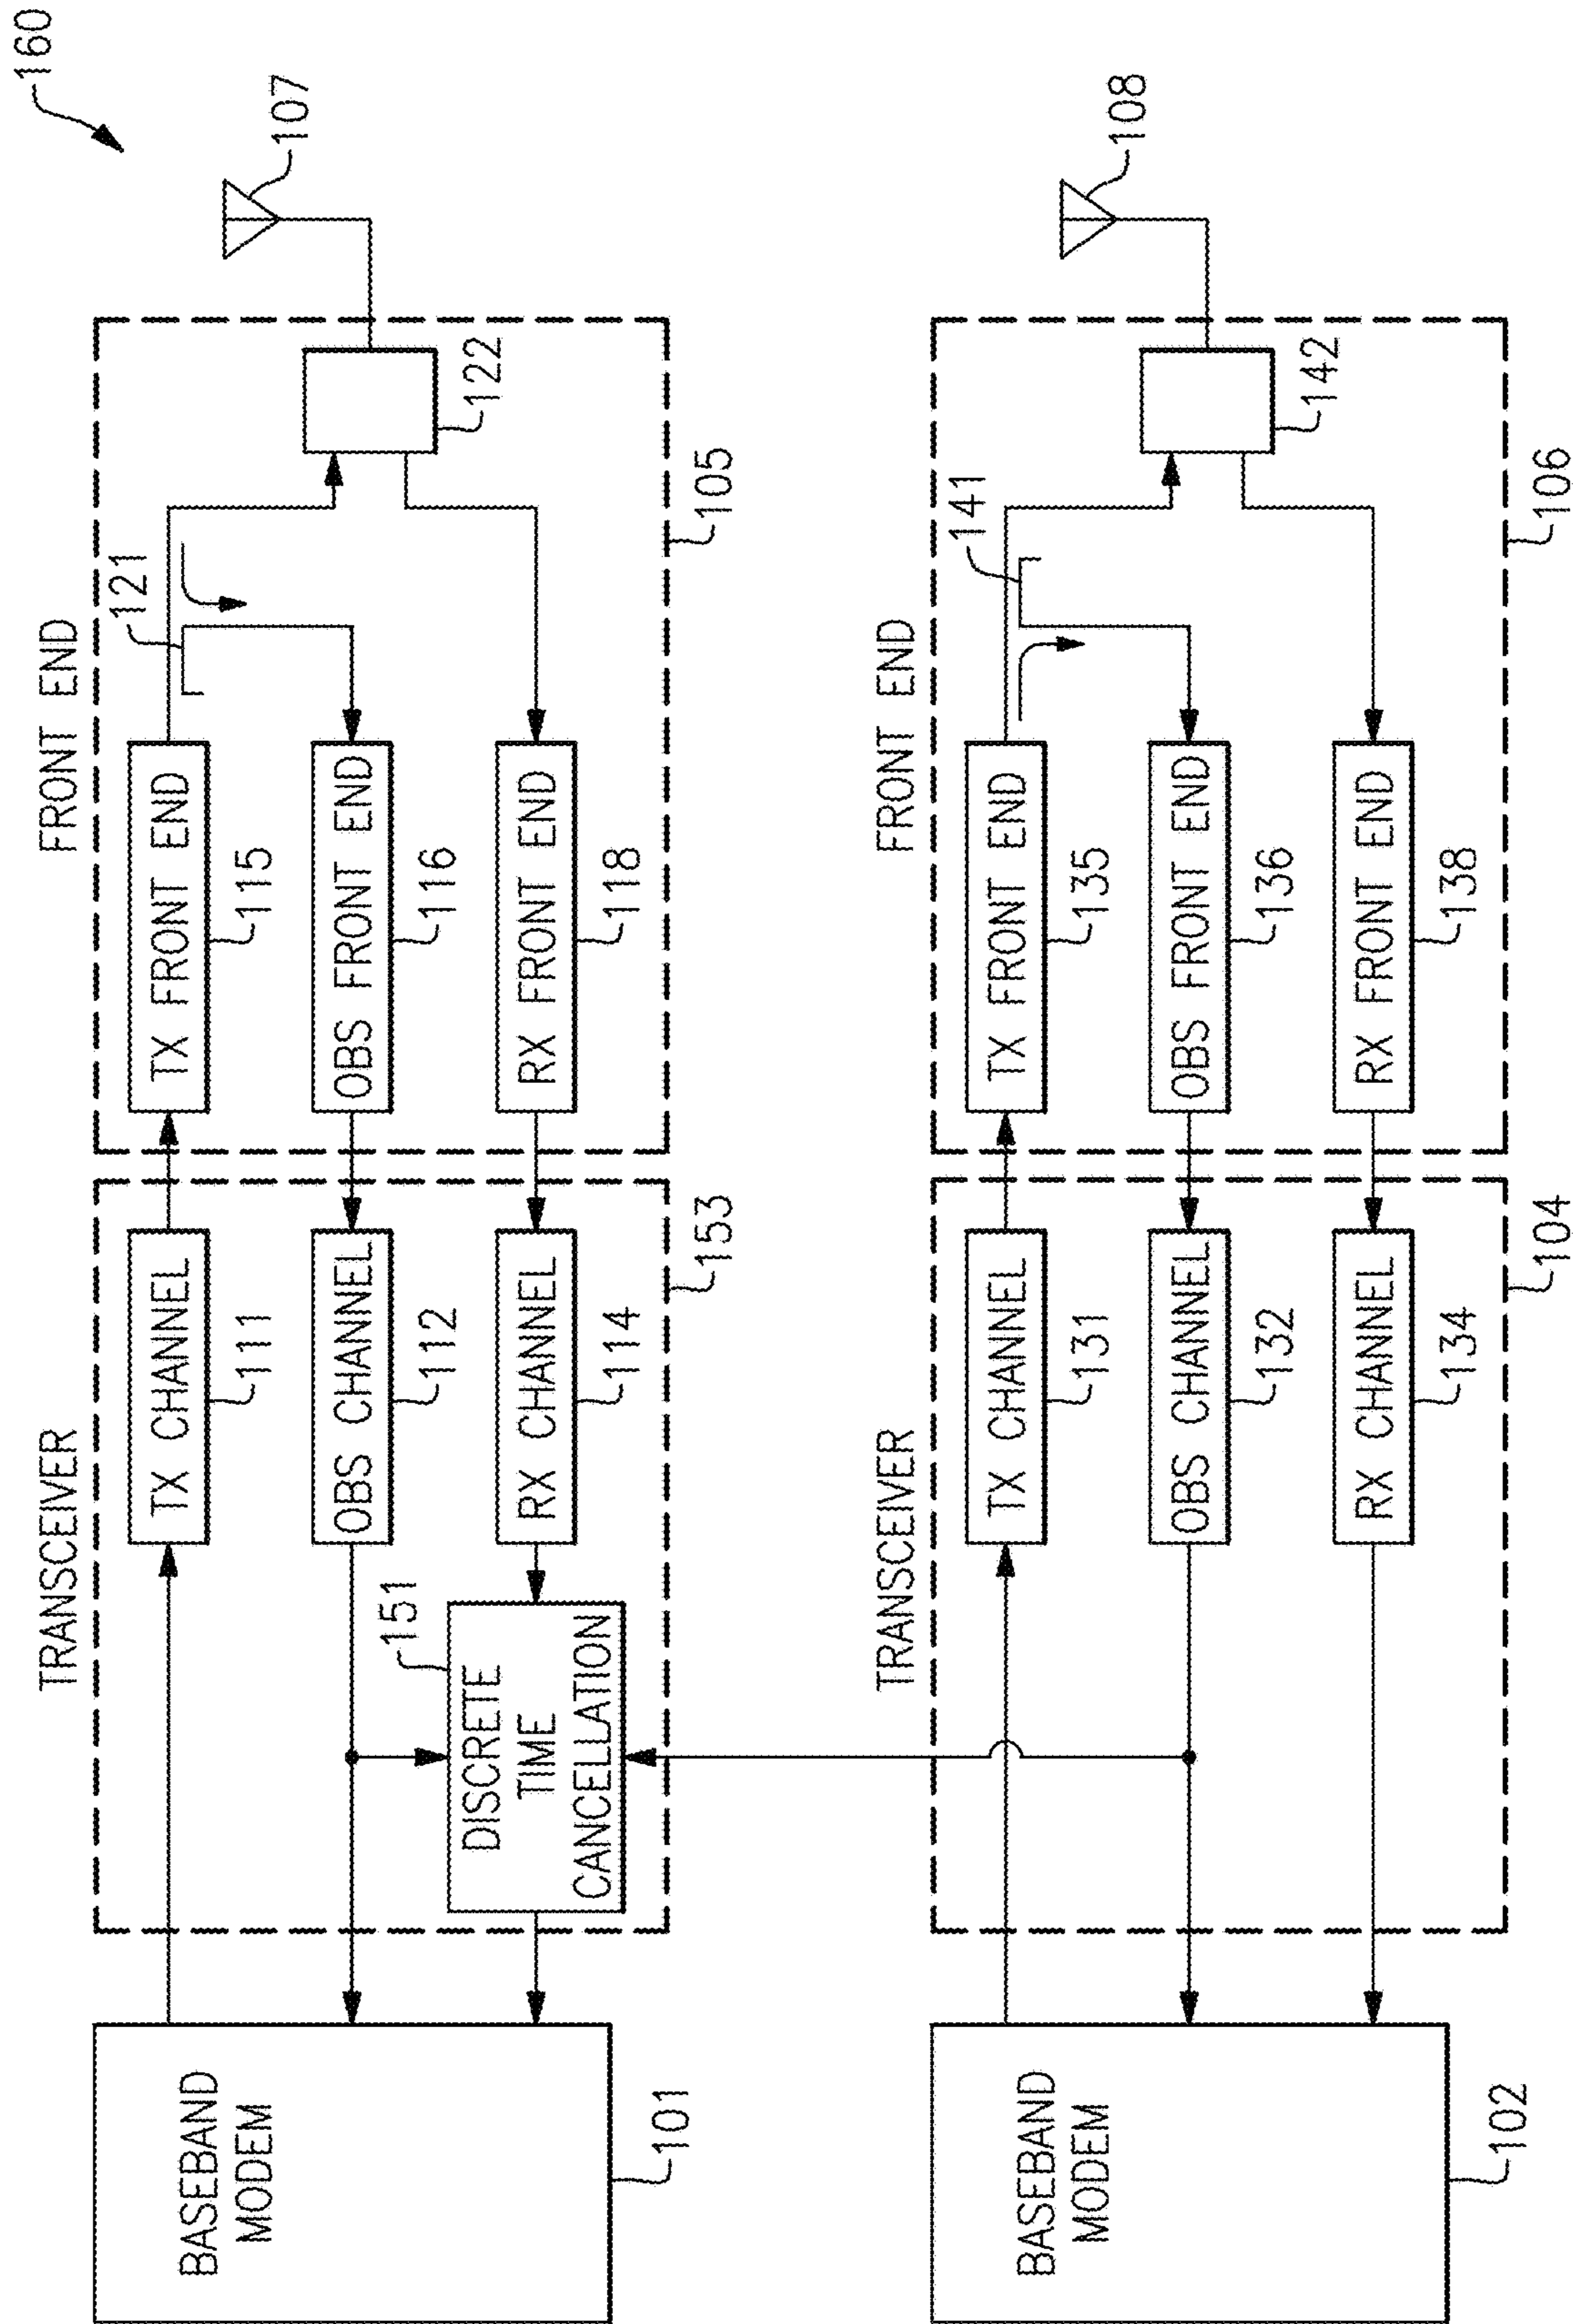 160
TRANSCEIVER
FRONT END
BASEBAND
MODEM
101
TX CHANNEL
111
OBS CHANNEL
112
RX CHANNEL
114
151
DISCRETE
TIME
CANCELLATION
153
TX FRONT END
115
OBS FRONT END
116
RX FRONT END
118
121
122
105
107
TRANSCEIVER
FRONT END
BASEBAND
MODEM
102
TX CHANNEL
131
OBS CHANNEL
132
RX CHANNEL
134
104
TX FRONT END
135
OBS FRONT END
136
RX FRONT END
138
141
142
106
108